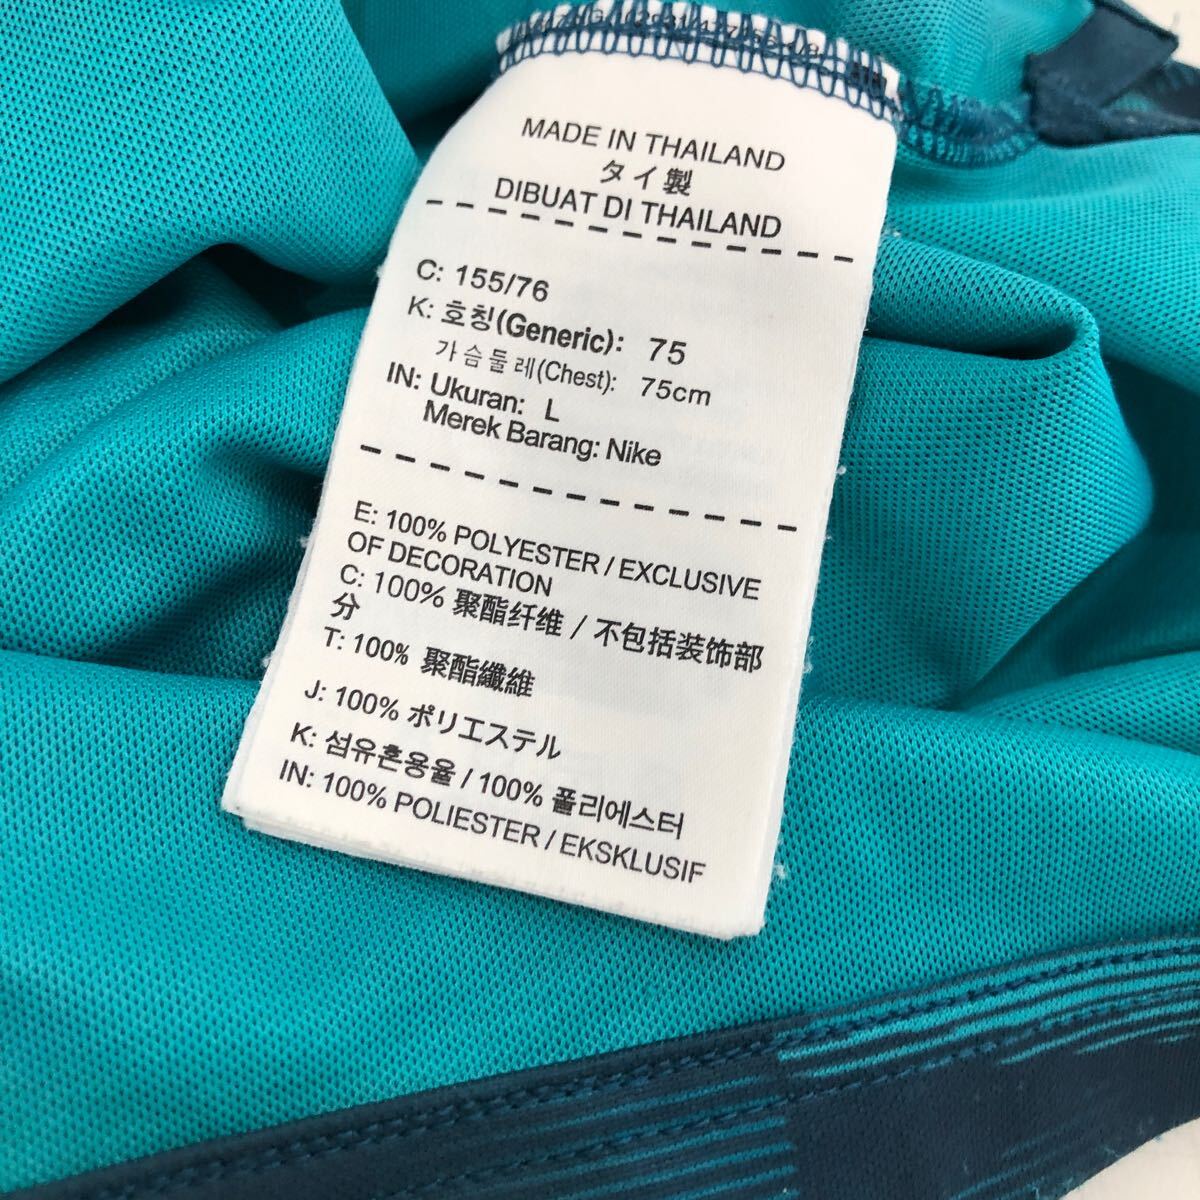 MADE IN THAILAND
タイ製
DIBUAT DI THAILAND
C: 155/76
K: 호칭(Generic): 75
가슴둘레(Chest): 75cm
IN: Ukuran: L
Merek Barang: Nike
E: 100% POLYESTER / EXCLUSIVE
OF DECORATION
C: 100% 聚酯纤维 / 不包括装饰部
分
T: 100% 聚酯纖維
J: 100% ポリエステル
K: 섬유혼용율 / 100% 폴리에스터
IN: 100% POLIESTER / EKSKLUSIF